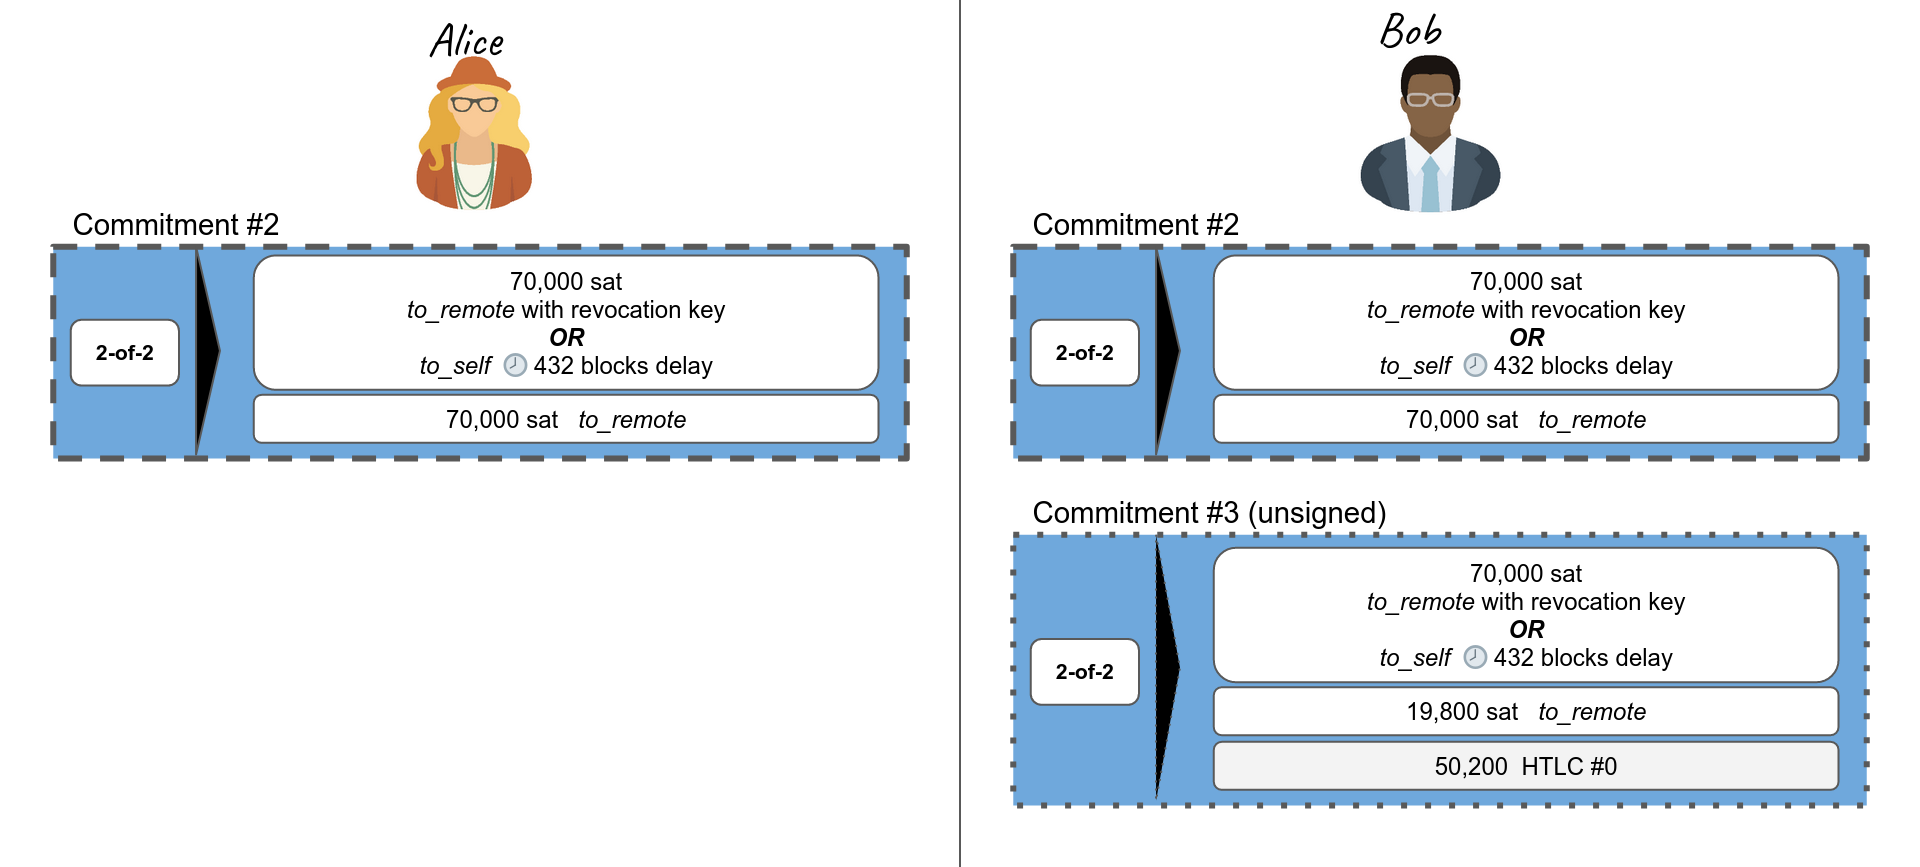 Alice
Commitment #2
2-of-2
70,000 sat
to_remote with revocation key
OR
to_self 432 blocks delay
70,000 sat to_remote
Bob
Commitment #2
2-of-2
70,000 sat
to_remote with revocation key
OR
to_self 432 blocks delay
70,000 sat to_remote
Commitment #3 (unsigned)
2-of-2
70,000 sat
to_remote with revocation key
OR
to_self 432 blocks delay
19,800 sat to_remote
50,200 HTLC #0